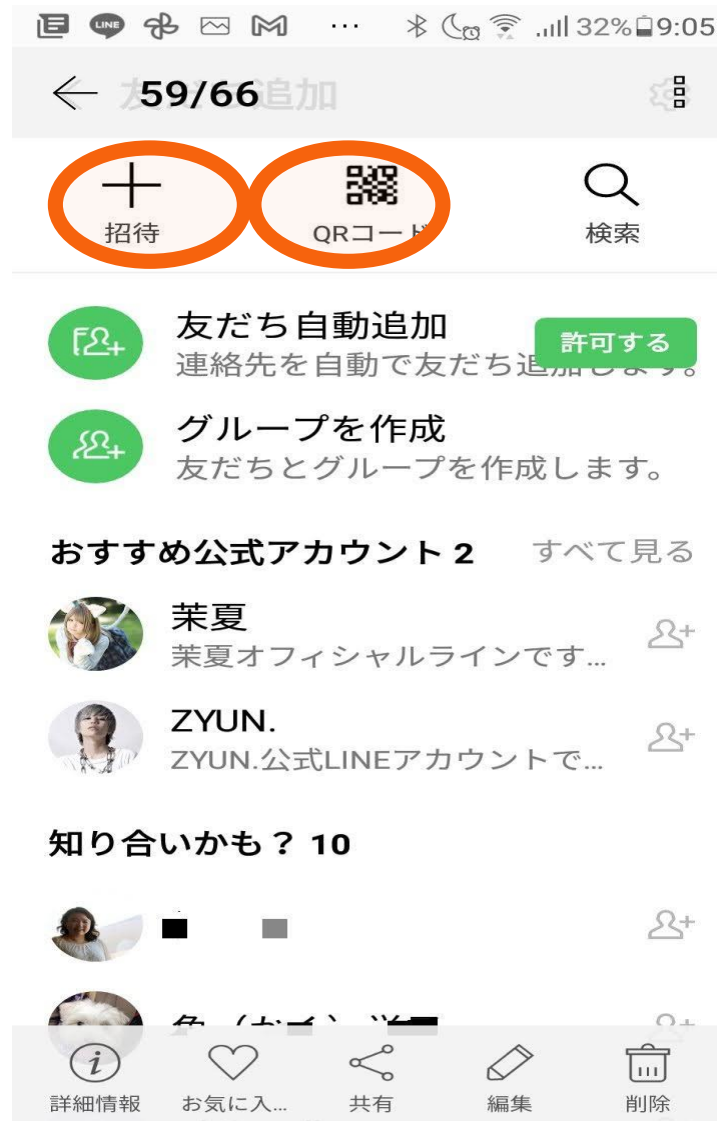 LINE ... 32% 9:05
59/66 友だち追加
招待 QRコード 検索
友だち自動追加
連絡先を自動で友だち追加します。 許可する
グループを作成
友だちとグループを作成します。
おすすめ公式アカウント 2 すべて見る
茉夏
茉夏オフィシャルラインです...
ZYUN.
ZYUN.公式LINEアカウントで...
知り合いかも？ 10
詳細情報 お気に入... 共有 編集 削除